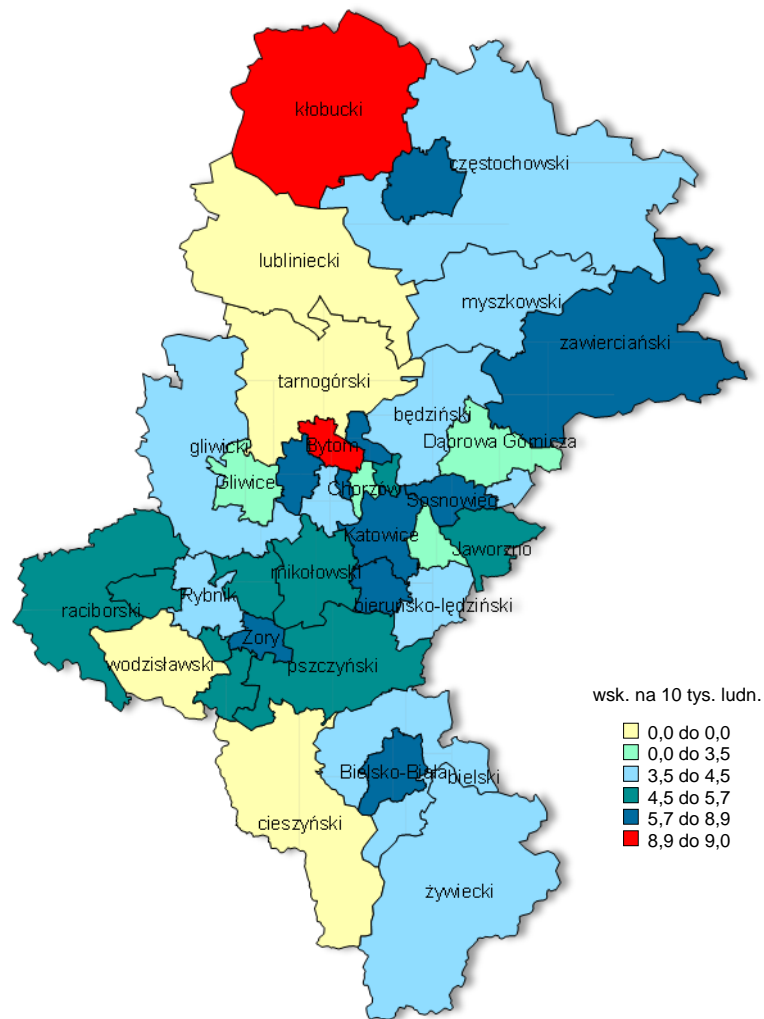 kłobucki
częstochowski
lubliniecki
myszkowski
zawierciański
tarnogórski
będziński
Dąbrowa Górnicza
gliwicki
Bytom
Gliwice
Chorzów
Sosnowiec
Katowice
Jaworzno
mikołowski
Rybnik
bieruńsko-lędziński
raciborski
Żory
wodzisławski
pszczyński
wsk. na 10 tys. ludn.
0,0 do 0,0
0,0 do 3,5
3,5 do 4,5
4,5 do 5,7
5,7 do 8,9
8,9 do 9,0
Bielsko-Biała
bielski
cieszyński
żywiecki